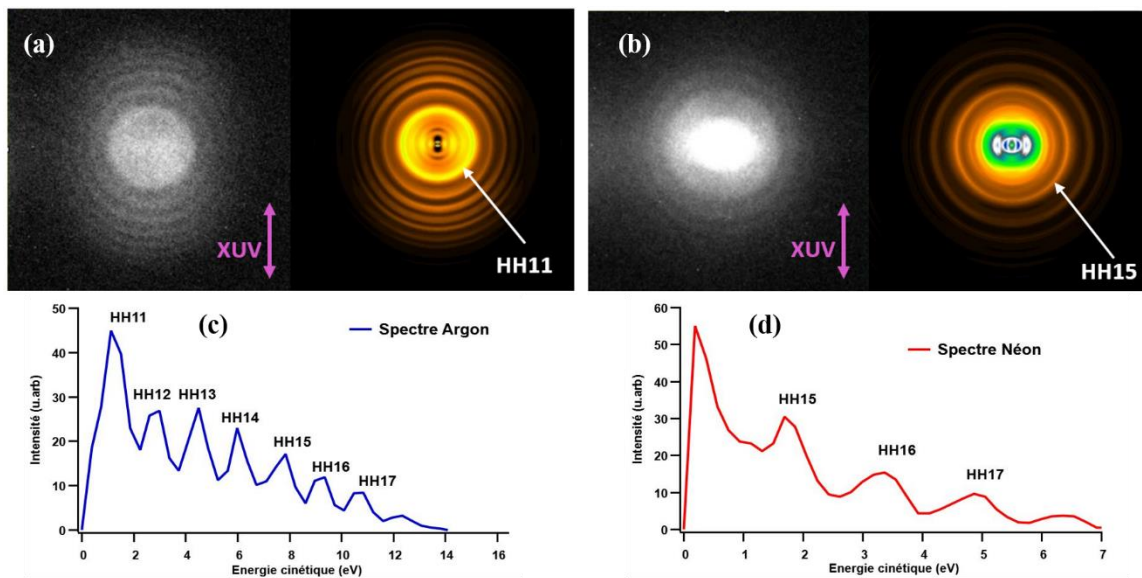 (a)
XUV
HH11
(b)
XUV
HH15
(c)
Spectre Argon
HH11
HH12
HH13
HH14
HH15
HH16
HH17
Intensité (u.arb)
50
40
30
20
10
0
0 2 4 6 8 10 12 14 16
Energie cinétique (eV)
(d)
Spectre Néon
HH15
HH16
HH17
Intensité (u.arb)
60
50
40
30
20
10
0
0 1 2 3 4 5 6 7
Energie cinétique (eV)